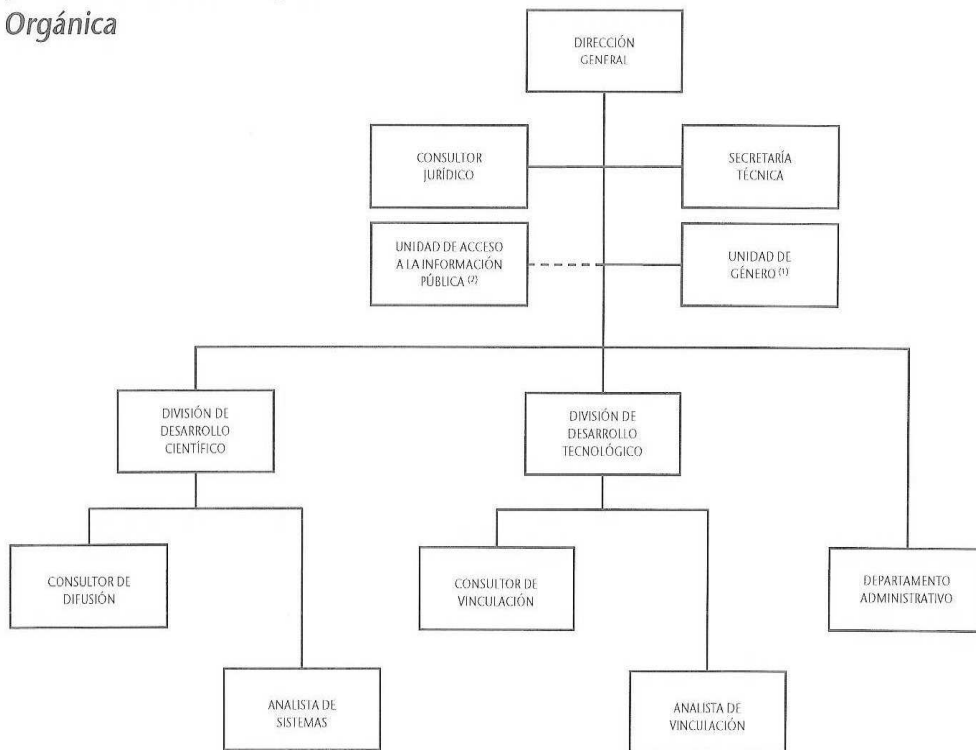 Orgánica
DIRECCIÓN
GENERAL
CONSULTOR
JURÍDICO
SECRETARÍA
TÉCNICA
UNIDAD DE ACCESO
A LA INFORMACIÓN
PÚBLICA (2)
UNIDAD DE
GÉNERO (1)
DIVISIÓN DE
DESARROLLO
CIENTÍFICO
DIVISIÓN DE
DESARROLLO
TECNOLÓGICO
CONSULTOR DE
DIFUSIÓN
CONSULTOR DE
VINCULACIÓN
DEPARTAMENTO
ADMINISTRATIVO
ANALISTA DE
SISTEMAS
ANALISTA DE
VINCULACIÓN